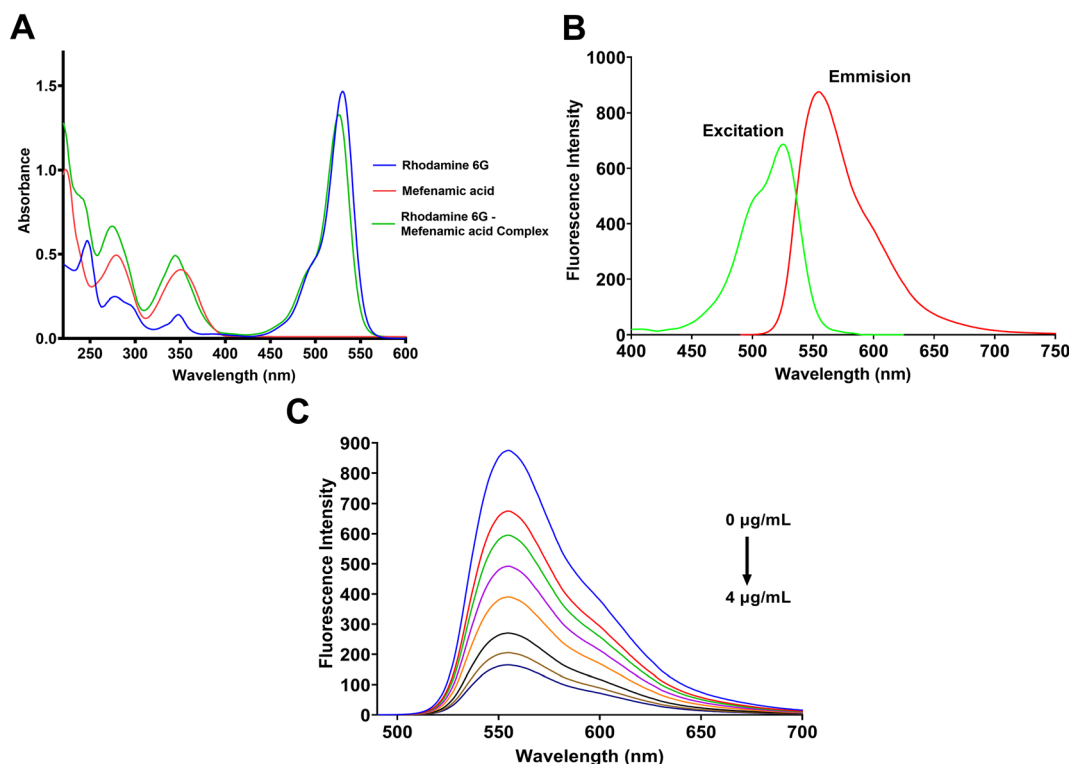 A
Absorbance
1.5
1.0
0.5
0.0
250 300 350 400 450 500 550 600
Wavelength (nm)
Rhodamine 6G
Mefenamic acid
Rhodamine 6G -
Mefenamic acid Complex
B
Fluorescence Intensity
1000
800
600
400
200
0
400 450 500 550 600 650 700 750
Wavelength (nm)
Excitation
Emmision
C
Fluorescence Intensity
900
800
700
600
500
400
300
200
100
0
500 550 600 650 700
Wavelength (nm)
0 µg/mL
4 µg/mL